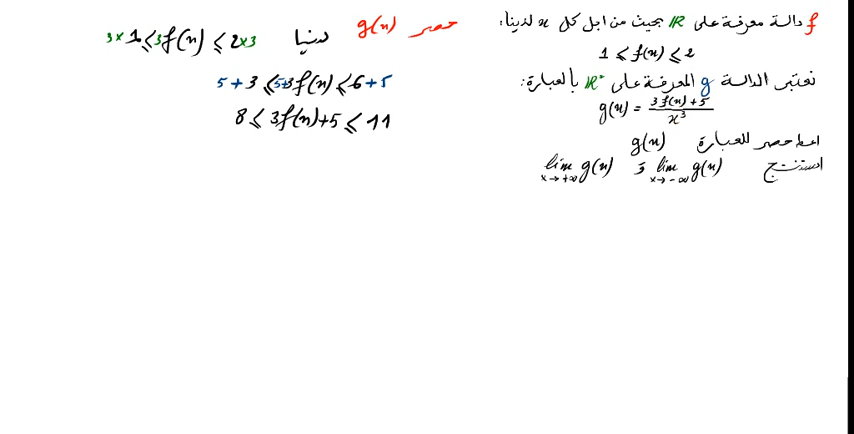 f دالة معرفة على ℝ بحيث من اجل كل x لدينا:
1 ≤ f(x) ≤ 2
نعتبر الدالة g المعرفة على ℝ* بالعبارة:
g(x) = (3f(x)+5)/x³
اعط حصر للعبارة g(x)
استنتج lim x→-∞ g(x) و lim x→+∞ g(x)
حصر g(x) لدينا 3×1 ≤ 3f(x) ≤ 2×3
5+3 ≤ 5+3f(x) ≤ 6+5
8 ≤ 3f(x)+5 ≤ 11